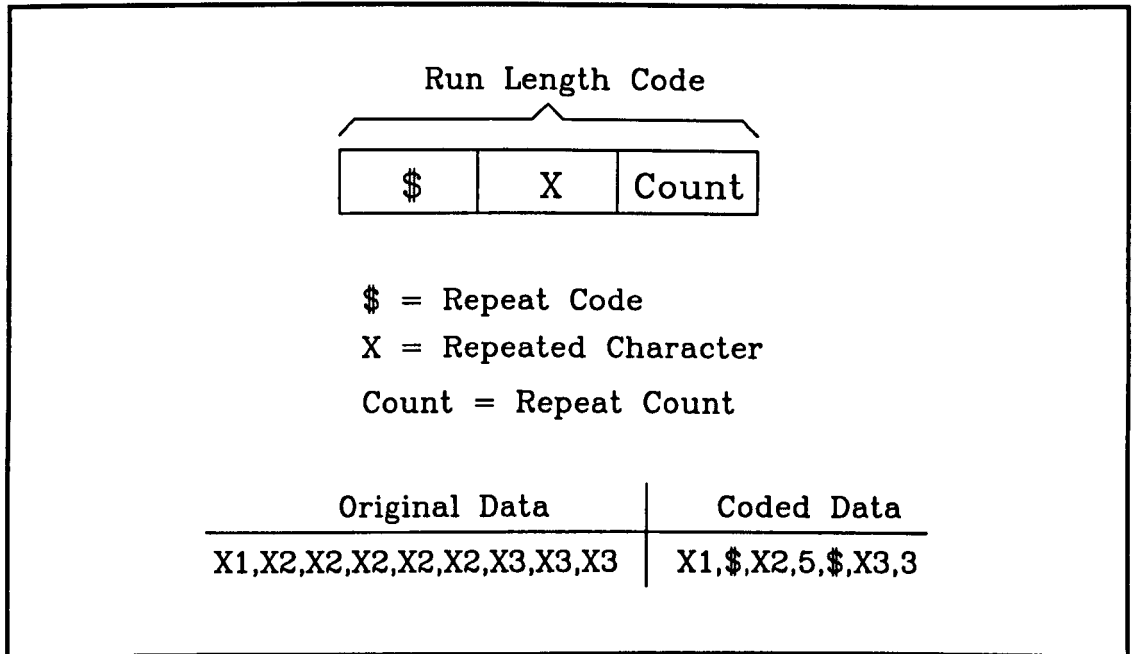 Run Length Code
$ X Count
$ = Repeat Code
X = Repeated Character
Count = Repeat Count
Original Data Coded Data
X1,X2,X2,X2,X2,X2,X3,X3,X3 X1,$,X2,5,$,X3,3